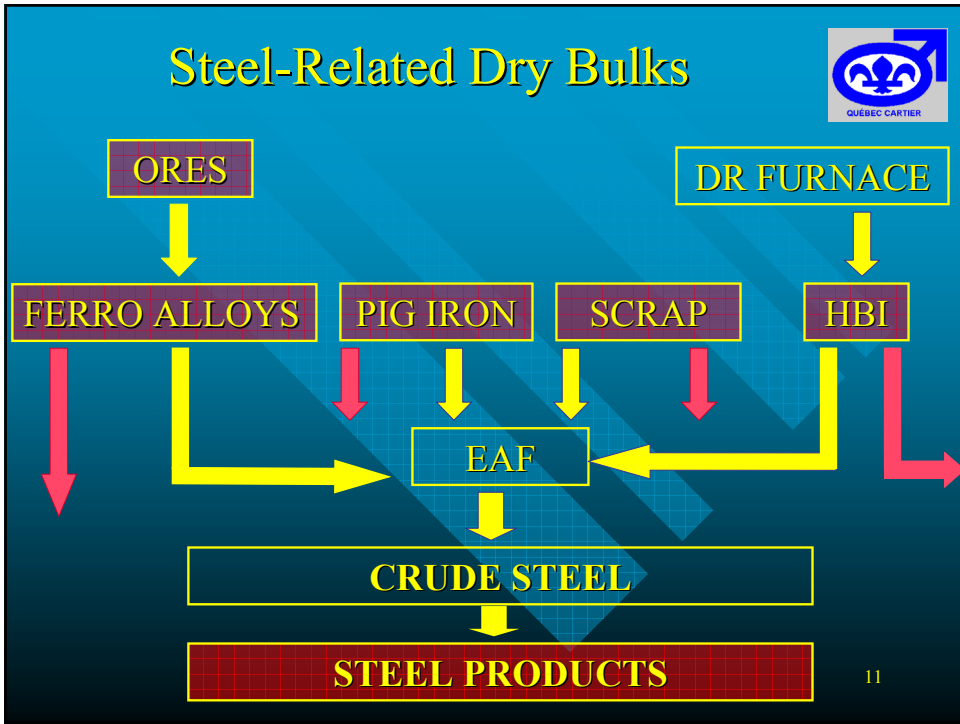 Steel-Related Dry Bulks
QUÉBEC CARTIER
ORES
DR FURNACE
FERRO ALLOYS
PIG IRON
SCRAP
HBI
EAF
CRUDE STEEL
STEEL PRODUCTS
11